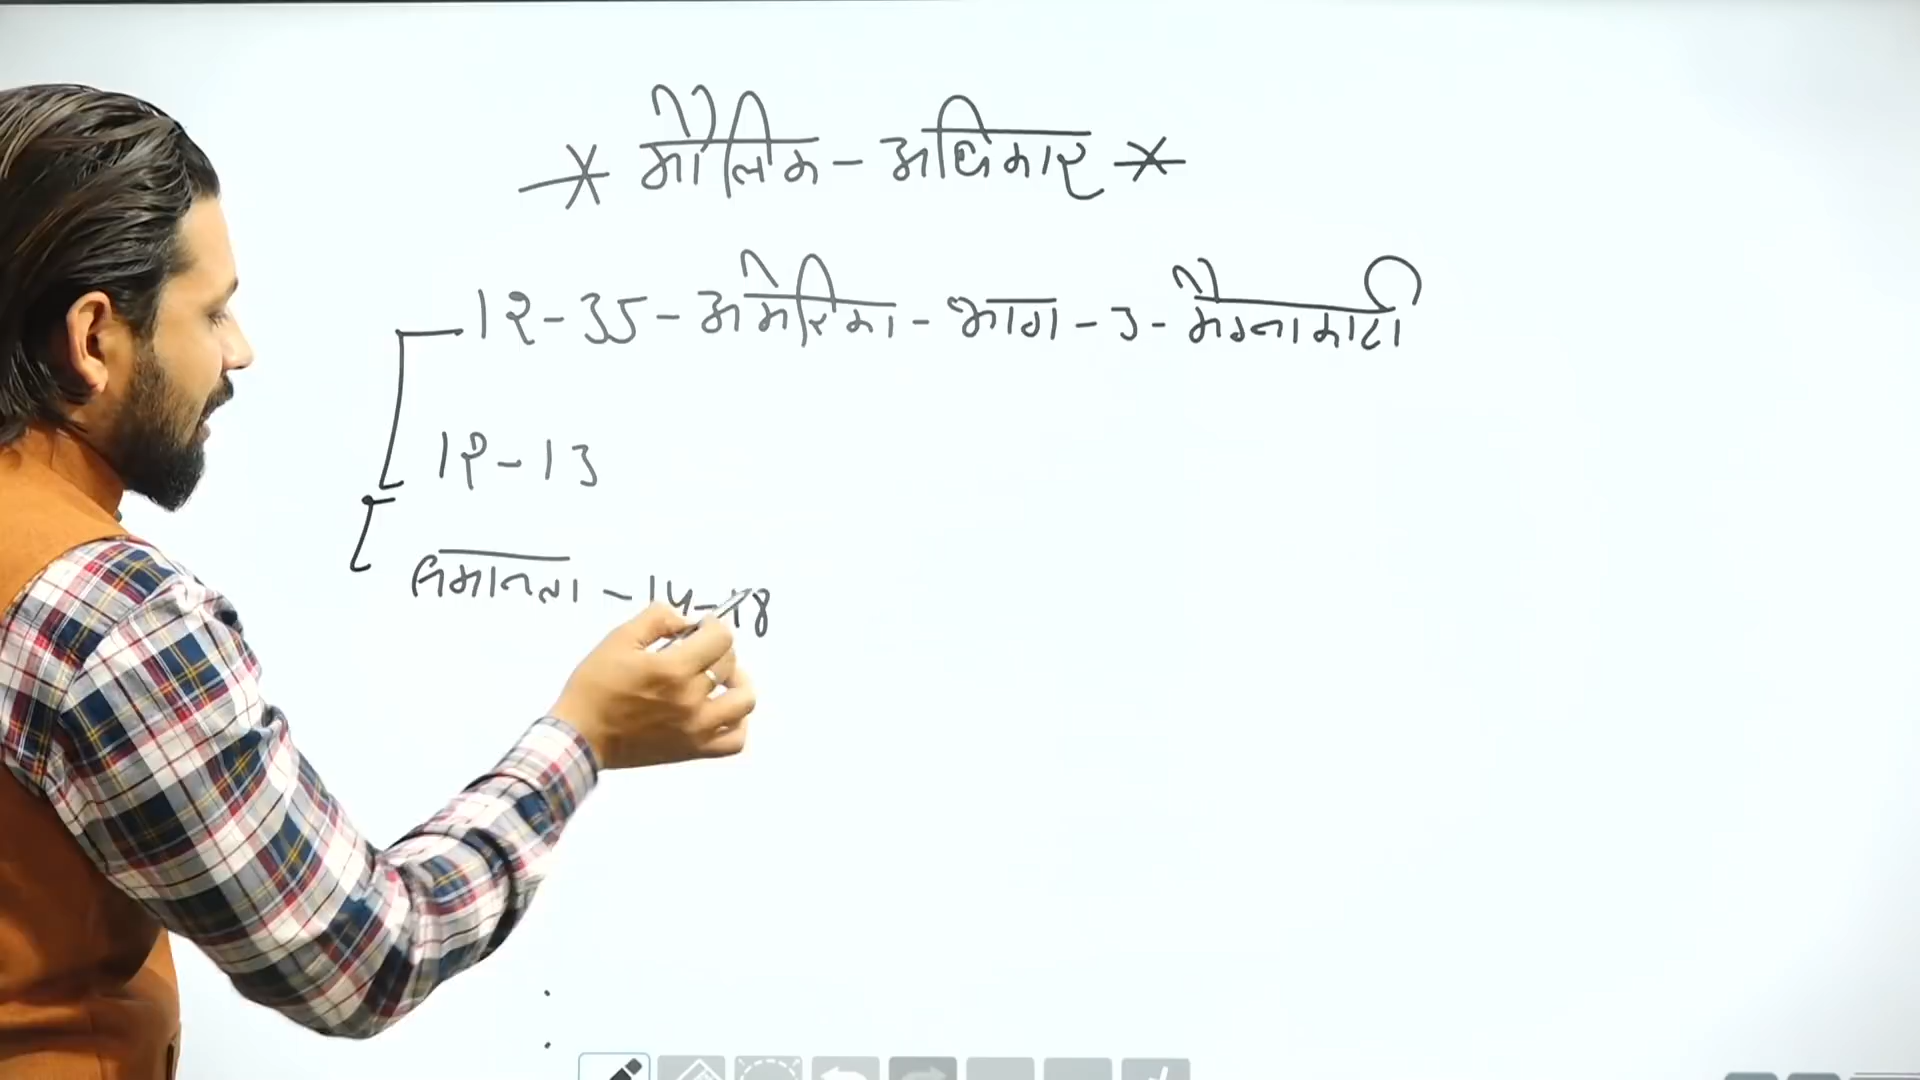 * मौलिक - अधिकार *
12 - 35 - अमेरिका - भाग - 3 - मैग्नाकार्टा
12 - 13
समानता - 14 - 18